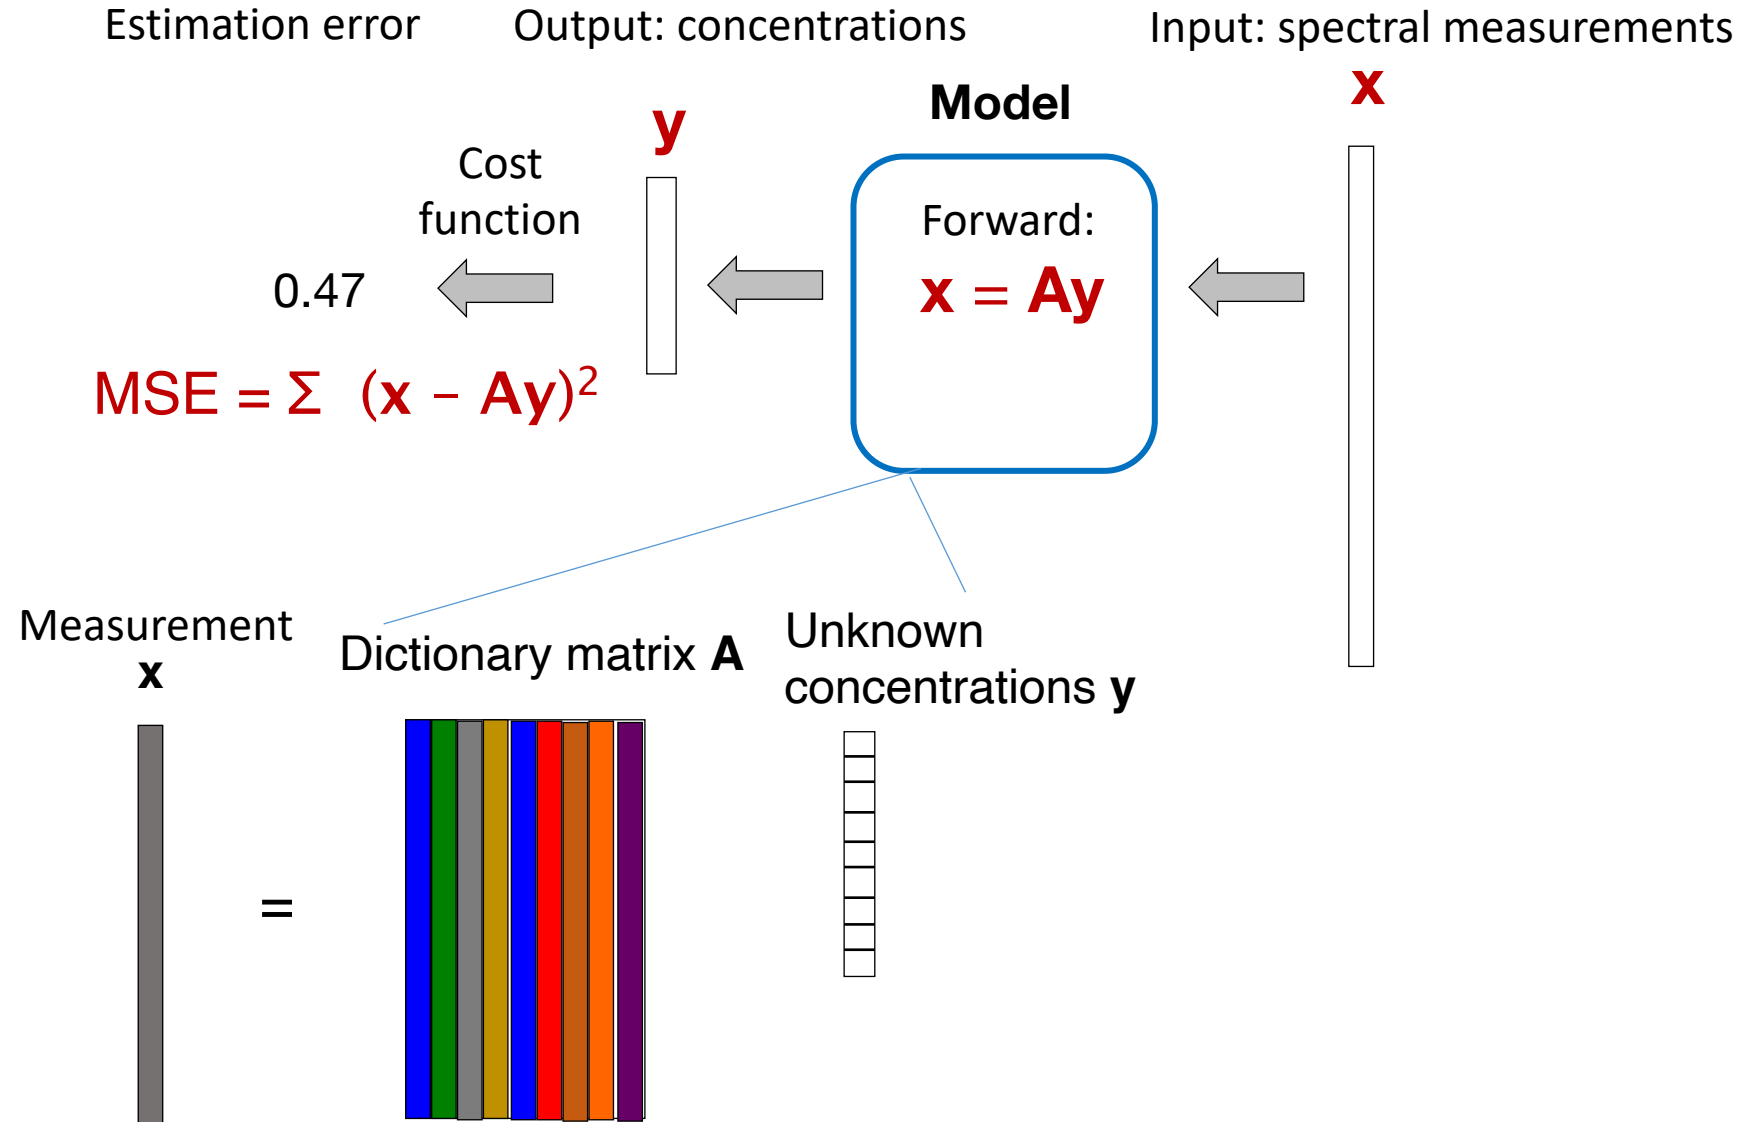 Estimation error
Output: concentrations
Input: spectral measurements
x
Model
y
Cost
function
Forward:
0.47
x = Ay
MSE = Σ (x – Ay)²
Measurement
x
Dictionary matrix A
Unknown
concentrations y
=